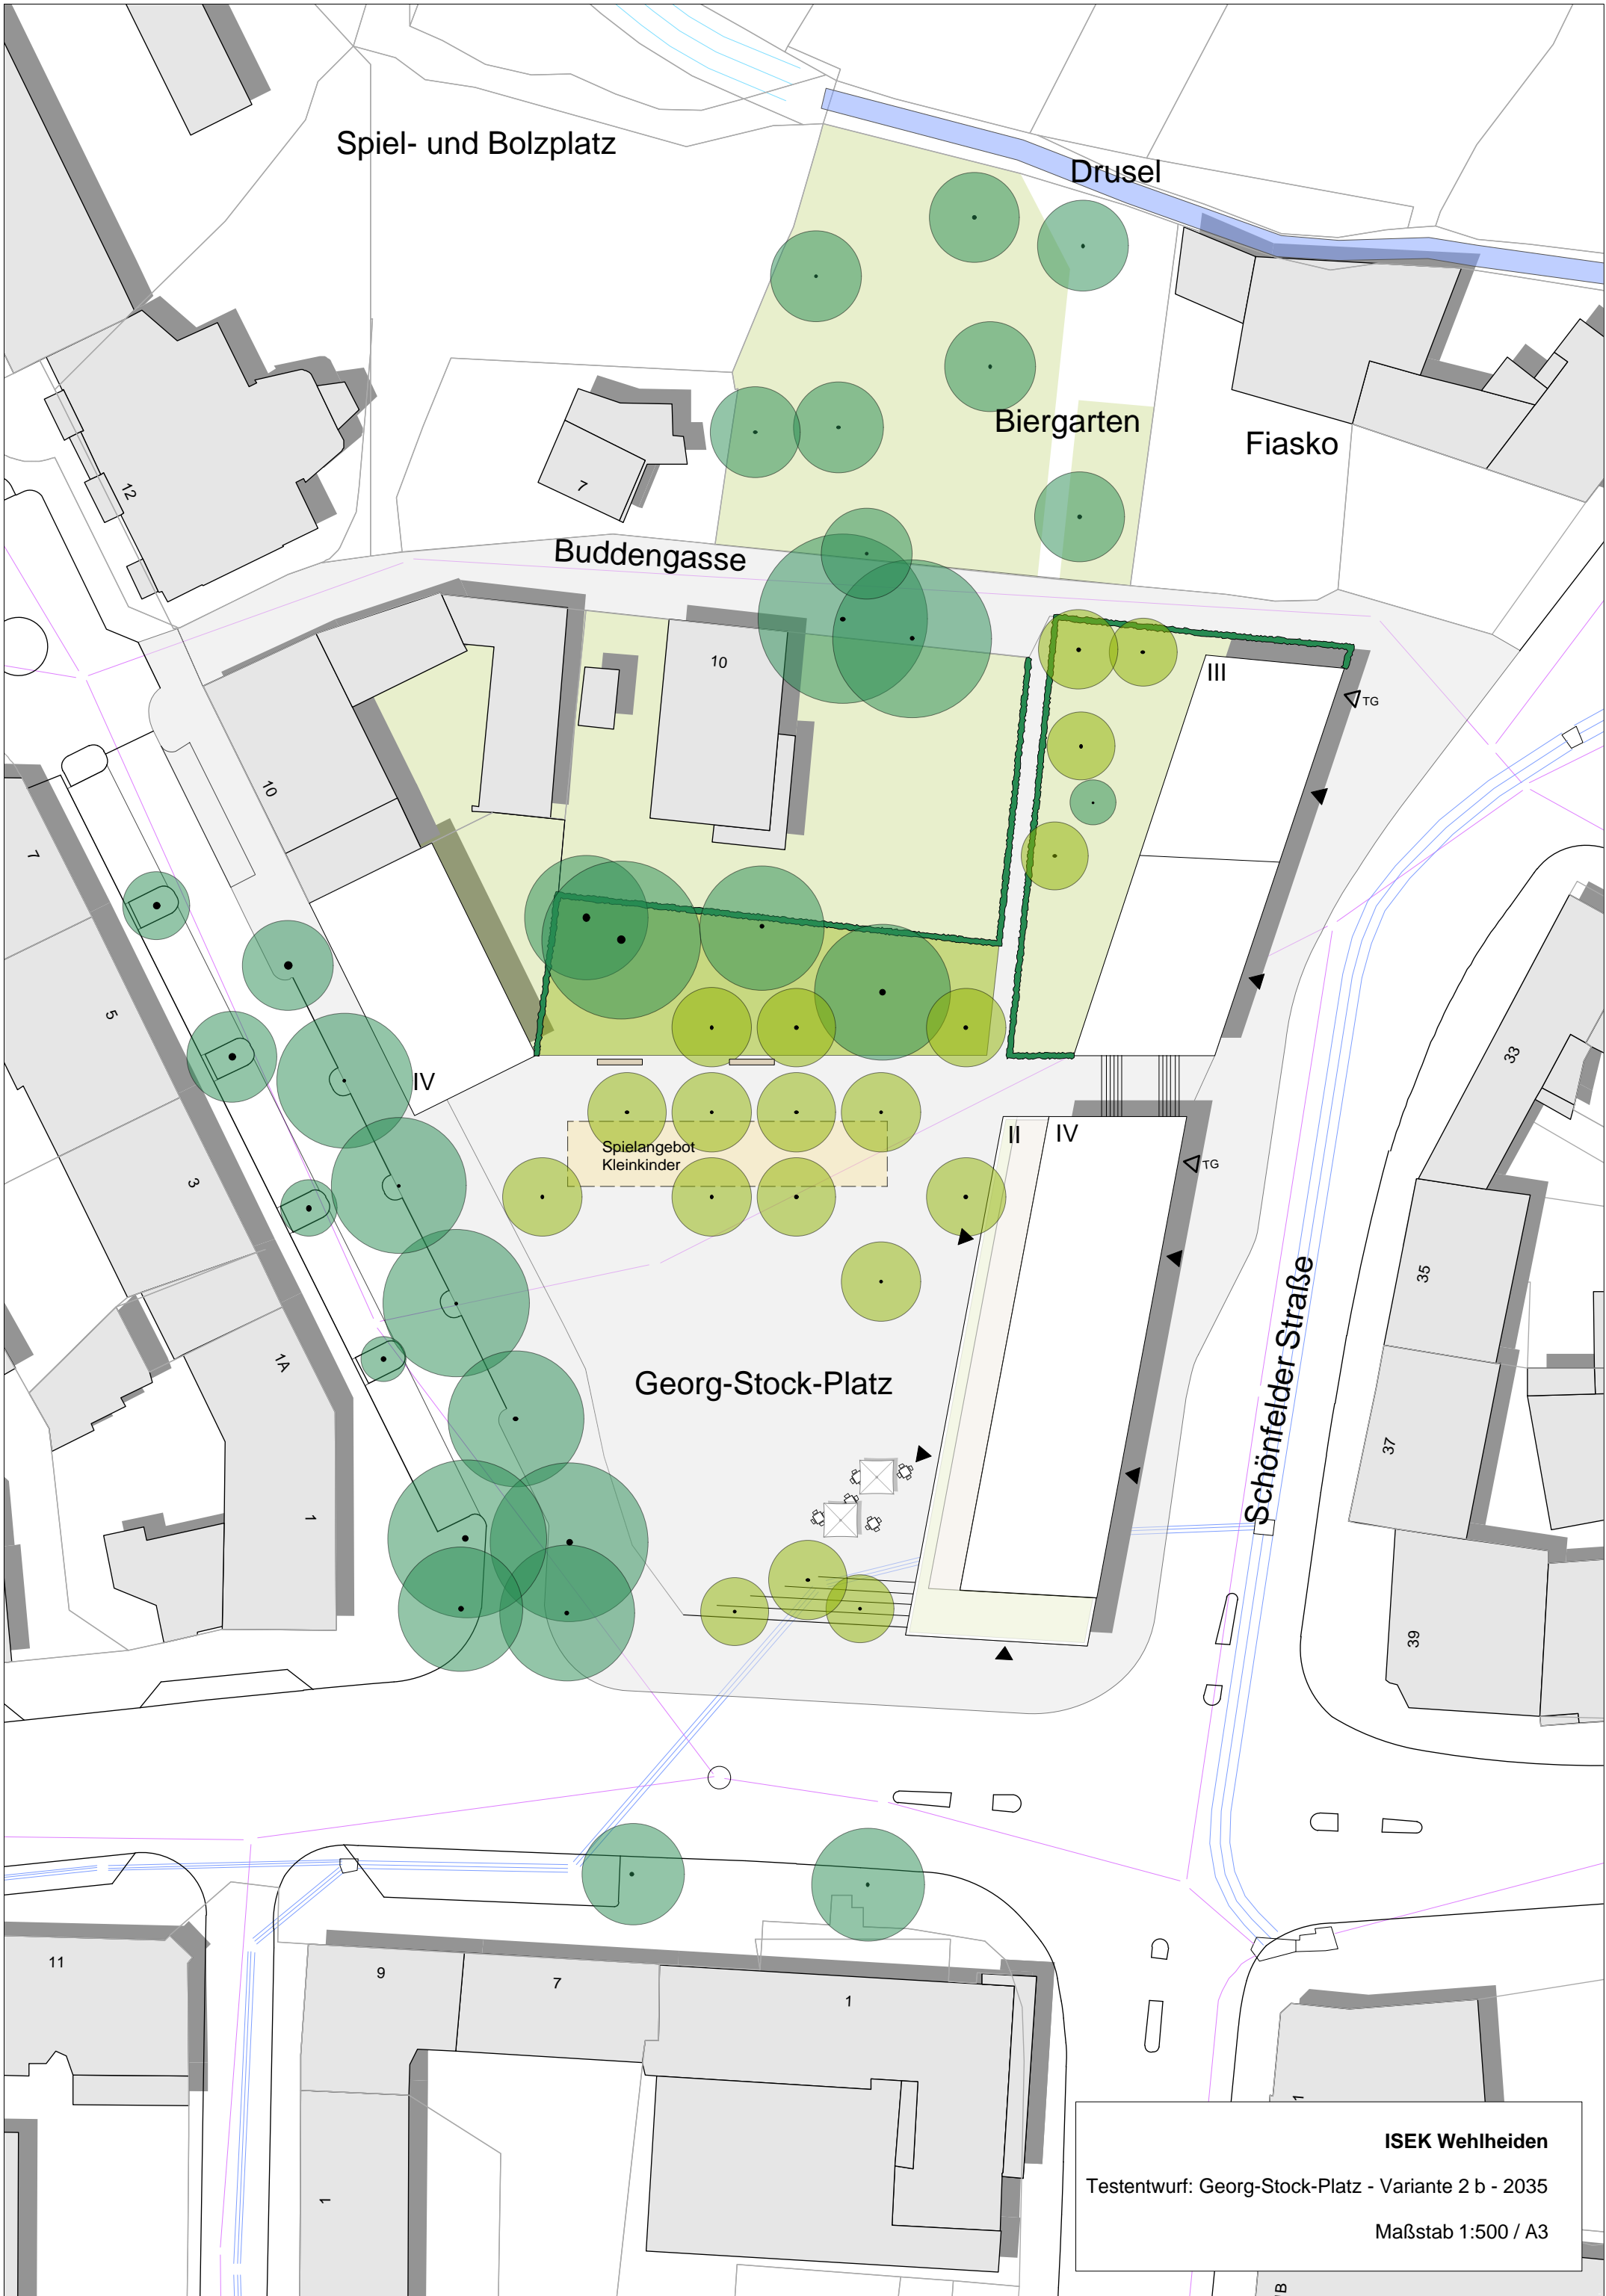 Spiel- und Bolzplatz
Drusel
Biergarten
Fiasko
12
7
Buddengasse
10
III
TG
10
7
5
33
IV
Spielangebot
Kleinkinder
II
IV
TG
3
35
1A
Georg-Stock-Platz
Schönfelder Straße
37
1
39
11
9
7
1
1
1
ISEK Wehlheiden
Testentwurf: Georg-Stock-Platz - Variante 2 b - 2035
Maßstab 1:500 / A3
B